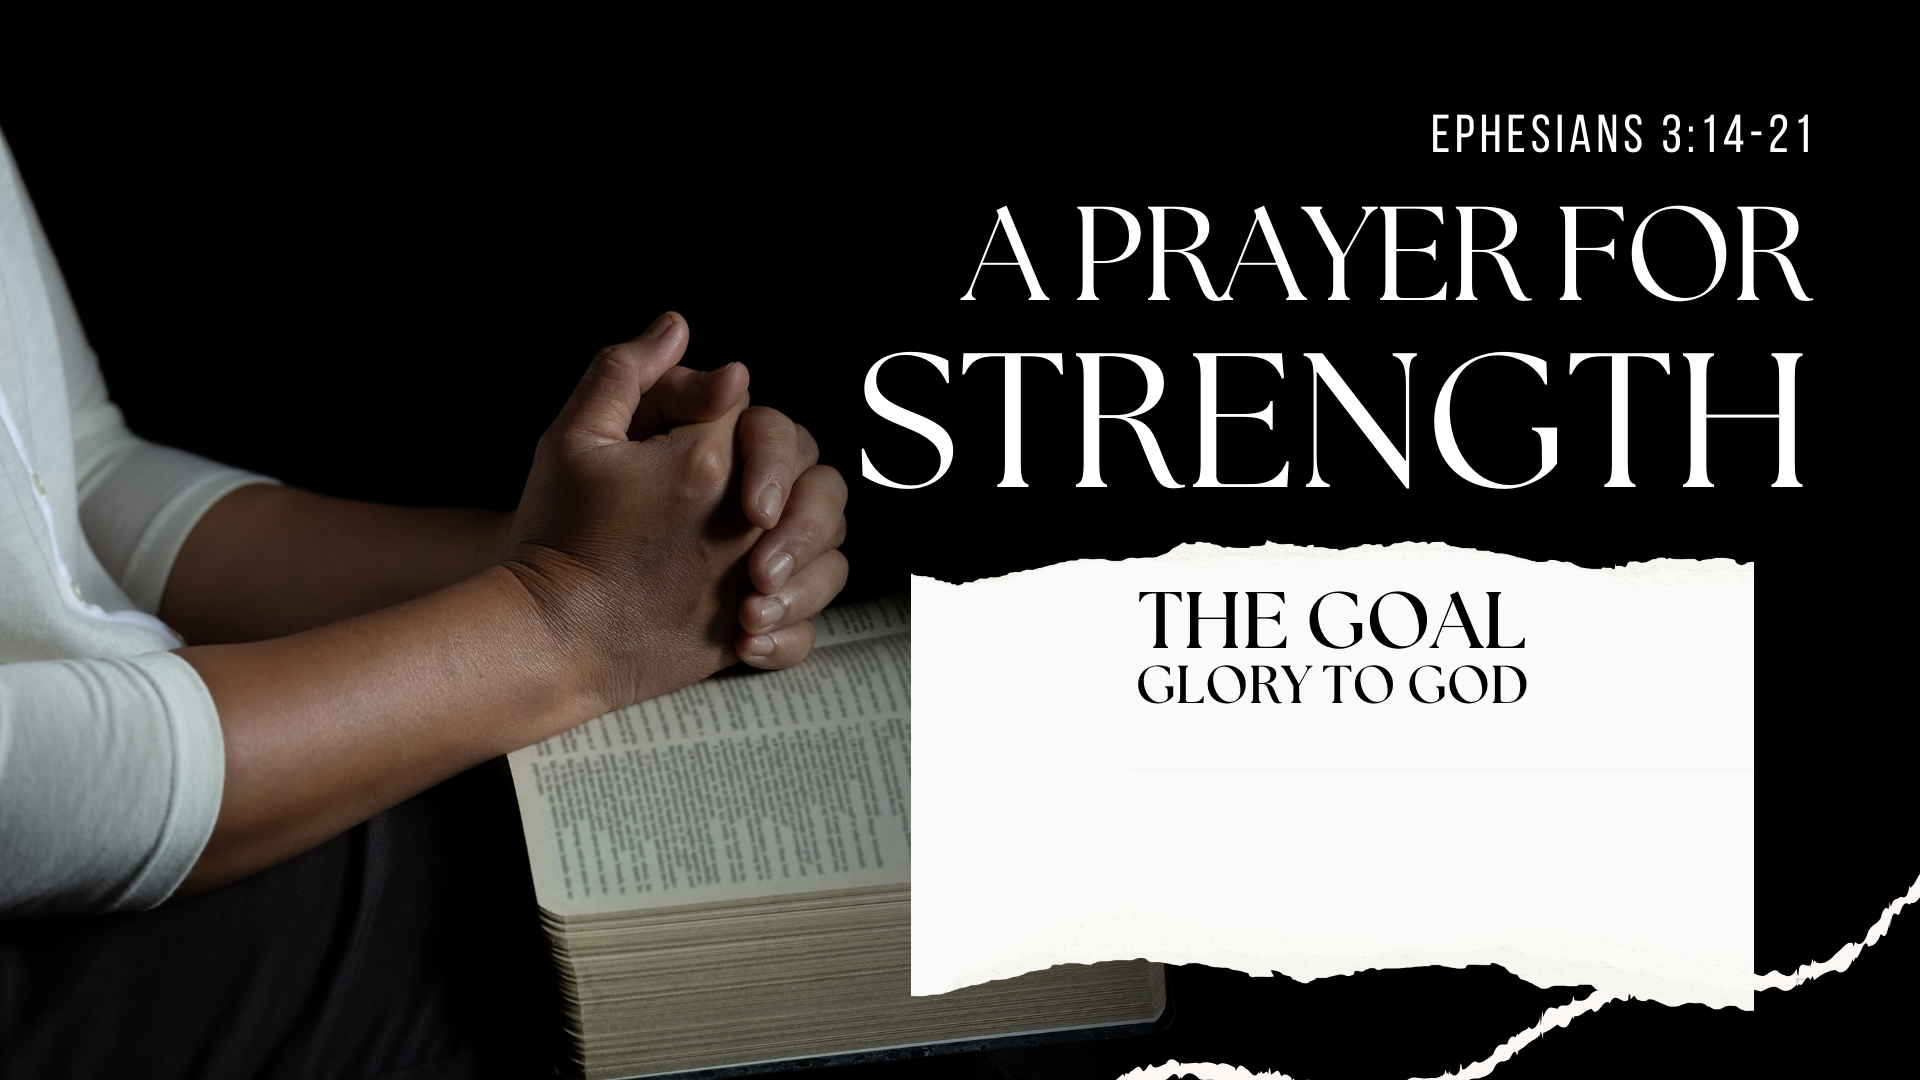 EPHESIANS 3:14-21
A PRAYER FOR
STRENGTH
THE GOAL
GLORY TO GOD